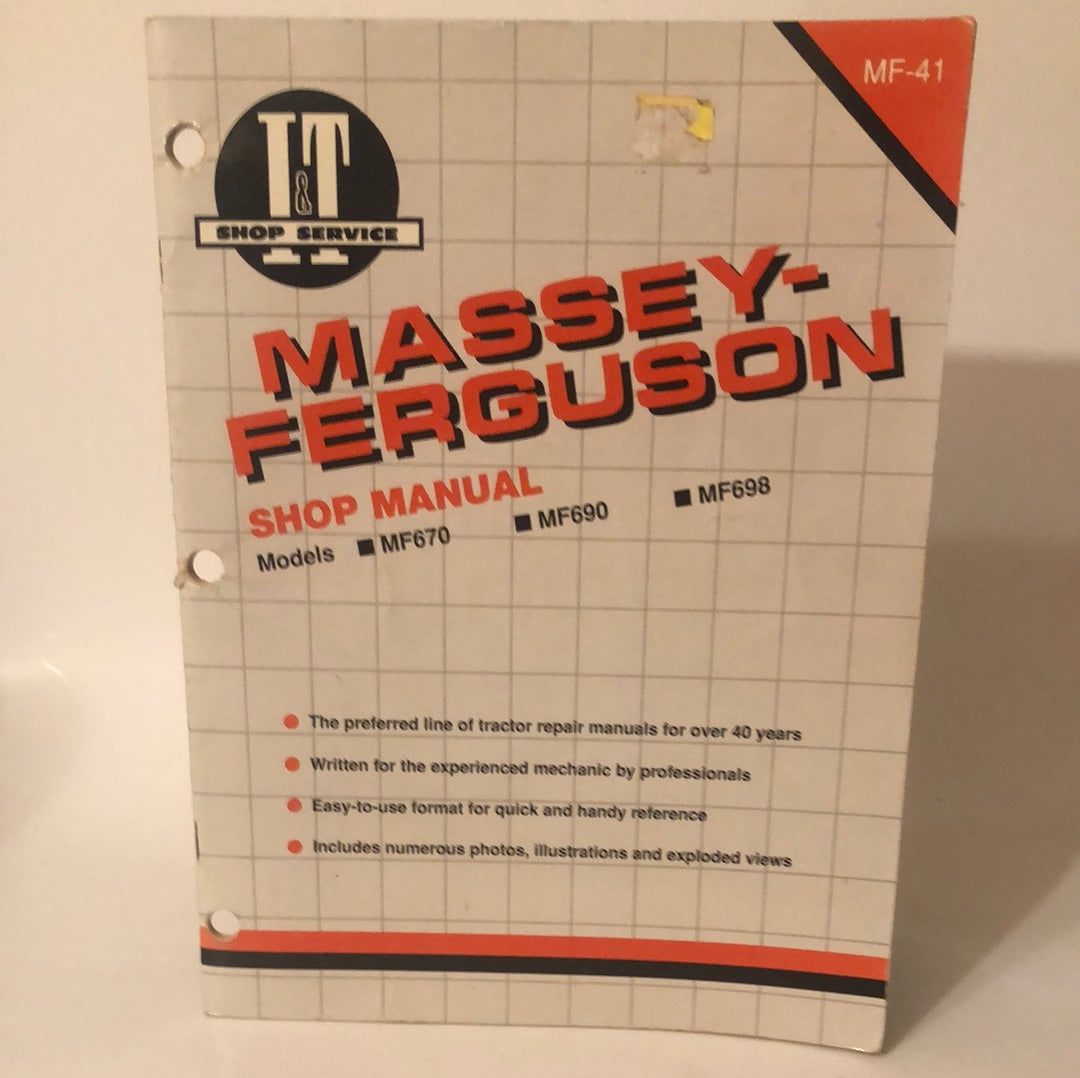 MF-41
I&T
SHOP SERVICE
MASSEY-
FERGUSON
SHOP MANUAL
Models ■ MF670 ■ MF690 ■ MF698
● The preferred line of tractor repair manuals for over 40 years
● Written for the experienced mechanic by professionals
● Easy-to-use format for quick and handy reference
● Includes numerous photos, illustrations and exploded views